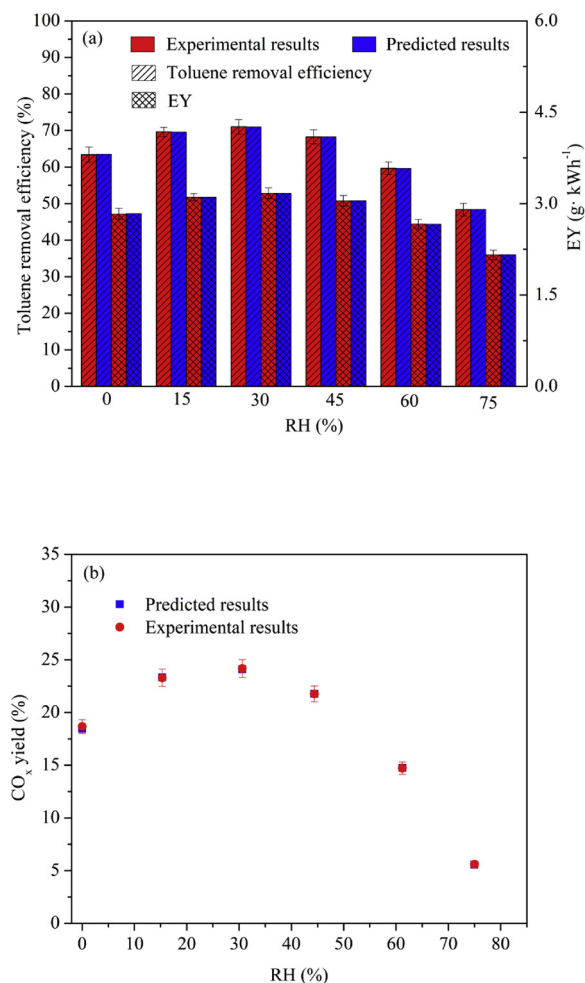 (a)
Experimental results
Predicted results
Toluene removal efficiency
EY
100
90
80
70
60
50
40
30
20
10
0
Toluene removal efficiency (%)
6.0
4.5
3.0
1.5
0.0
EY (g· kWh⁻¹)
0 15 30 45 60 75
RH (%)
(b)
Predicted results
Experimental results
35
30
25
20
15
10
5
0
COₓ yield (%)
0 10 20 30 40 50 60 70 80
RH (%)